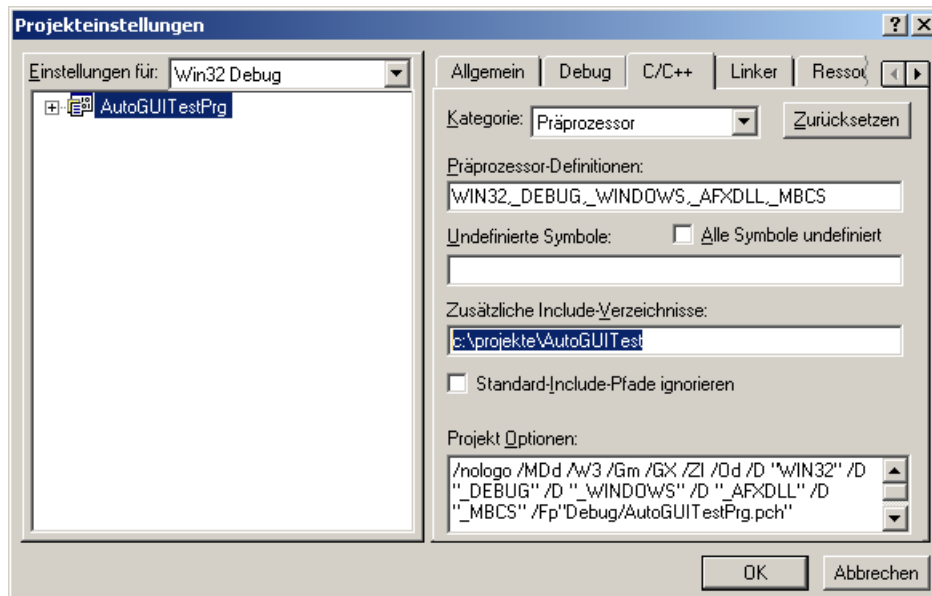 Projekteinstellungen
Einstellungen für: Win32 Debug
AutoGUITestPrg
Allgemein Debug C/C++ Linker
Kategorie: Präprozessor Zurücksetzen
Präprozessor-Definitionen:
WIN32,_DEBUG,_WINDOWS,_AFXDLL,_MBCS
Undefinierte Symbole: Alle Symbole undefiniert
Zusätzliche Include-Verzeichnisse:
c:\projekte\AutoGUITest
Standard-Include-Pfade ignorieren
Projekt Optionen:
/nologo /MDd /W3 /Gm /GX /ZI /Od /D "WIN32" /D
"_DEBUG" /D "_WINDOWS" /D "_AFXDLL" /D
"_MBCS" /Fp"Debug/AutoGUITestPrg.pch"
OK Abbrechen